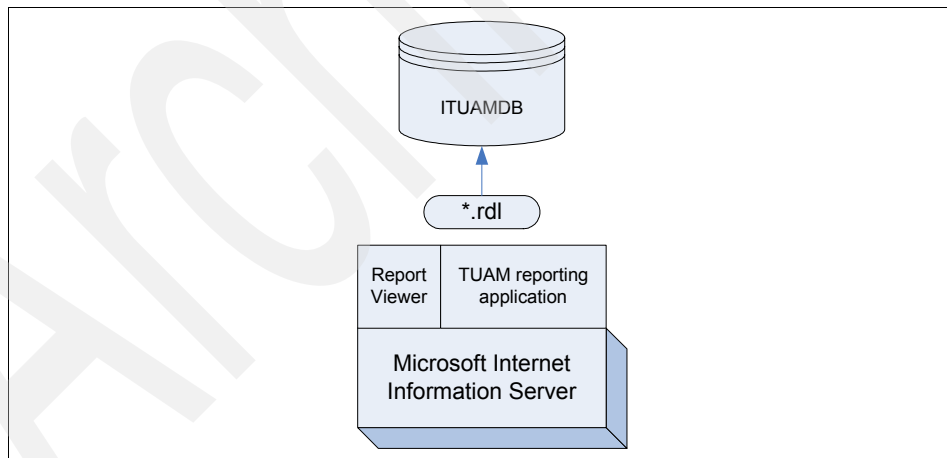 ITUAMDB
*.rdl
Report
Viewer
TUAM reporting
application
Microsoft Internet
Information Server